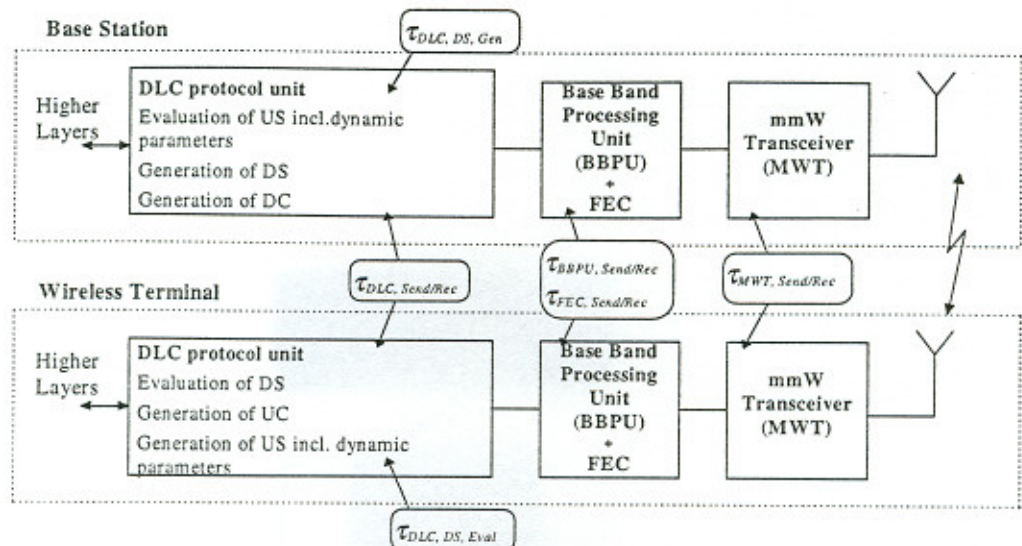 Base Station
τDLC, DS, Gen
Higher
Layers
DLC protocol unit
Evaluation of US incl.dynamic
parameters
Generation of DS
Generation of DC
Base Band
Processing
Unit
(BBPU)
+
FEC
mmW
Transceiver
(MWT)
τDLC, Send/Rec
τBBPU, Send/Rec
τFEC, Send/Rec
τMWT, Send/Rec
Wireless Terminal
Higher
Layers
DLC protocol unit
Evaluation of DS
Generation of UC
Generation of US incl. dynamic
parameters
Base Band
Processing
Unit
(BBPU)
+
FEC
mmW
Transceiver
(MWT)
τDLC, DS, Eval